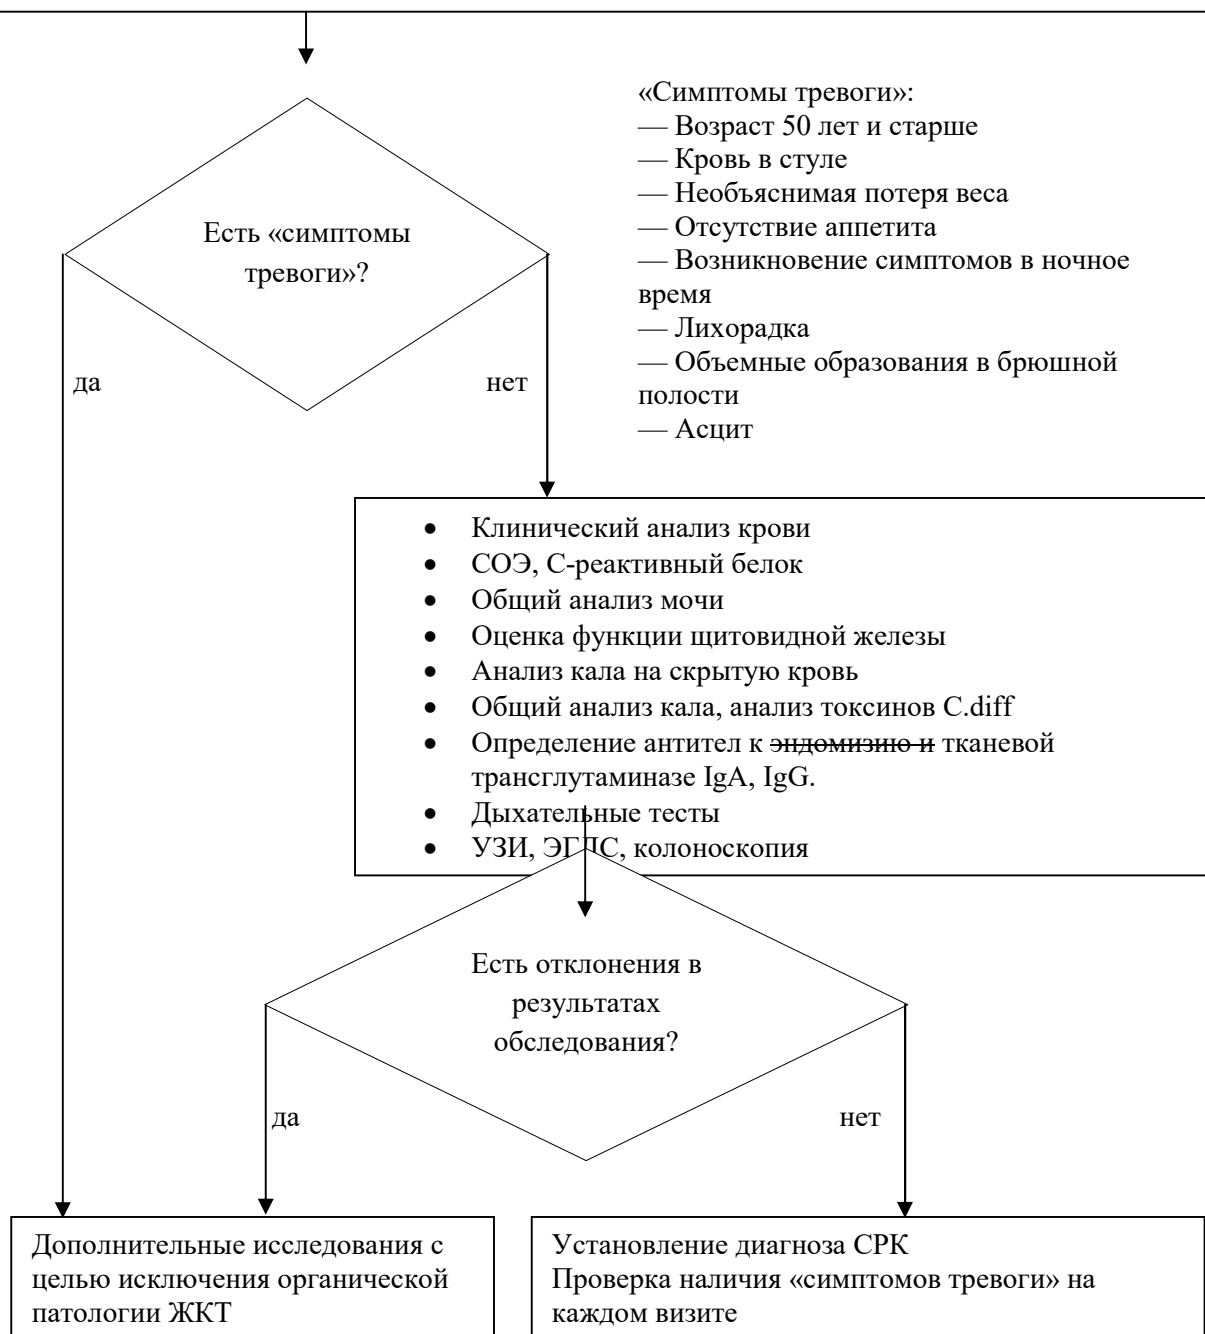 «Симптомы тревоги»:
— Возраст 50 лет и старше
— Кровь в стуле
— Необъяснимая потеря веса
— Отсутствие аппетита
— Возникновение симптомов в ночное
время
— Лихорадка
— Объемные образования в брюшной
полости
— Асцит
Есть «симптомы
тревоги»?
да
нет
• Клинический анализ крови
• СОЭ, С-реактивный белок
• Общий анализ мочи
• Оценка функции щитовидной железы
• Анализ кала на скрытую кровь
• Общий анализ кала, анализ токсинов C.diff
• Определение антител к эндомизию и тканевой
трансглутаминазе IgA, IgG.
• Дыхательные тесты
• УЗИ, ЭГДС, колоноскопия
Есть отклонения в
результатах
обследования?
да
нет
Дополнительные исследования с
целью исключения органической
патологии ЖКТ
Установление диагноза СРК
Проверка наличия «симптомов тревоги» на
каждом визите